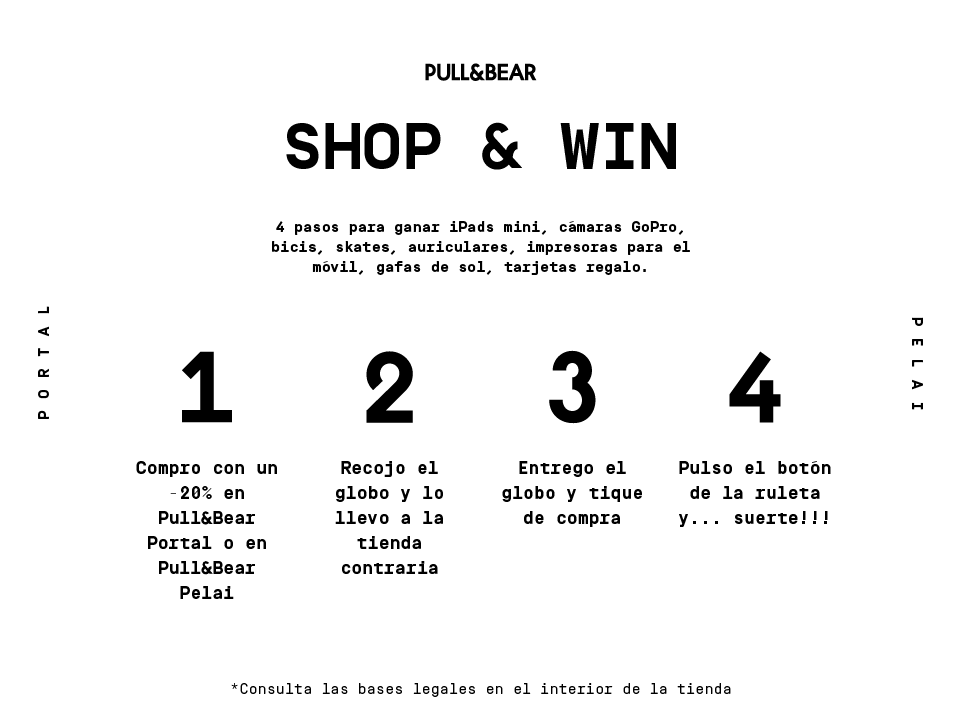 PULL&BEAR
SHOP & WIN
4 pasos para ganar iPads mini, cámaras GoPro,
bicis, skates, auriculares, impresoras para el
móvil, gafas de sol, tarjetas regalo.
PORTAL
PELAI
1
Compro con un
-20% en
Pull&Bear
Portal o en
Pull&Bear
Pelai
2
Recojo el
globo y lo
llevo a la
tienda
contraria
3
Entrego el
globo y tique
de compra
4
Pulso el botón
de la ruleta
y... suerte!!!
*Consulta las bases legales en el interior de la tienda